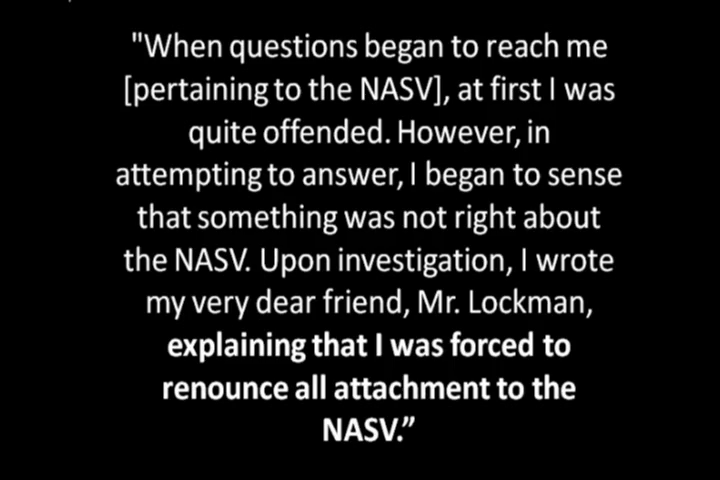 "When questions began to reach me
[pertaining to the NASV], at first I was
quite offended. However, in
attempting to answer, I began to sense
that something was not right about
the NASV. Upon investigation, I wrote
my very dear friend, Mr. Lockman,
explaining that I was forced to
renounce all attachment to the
NASV.”